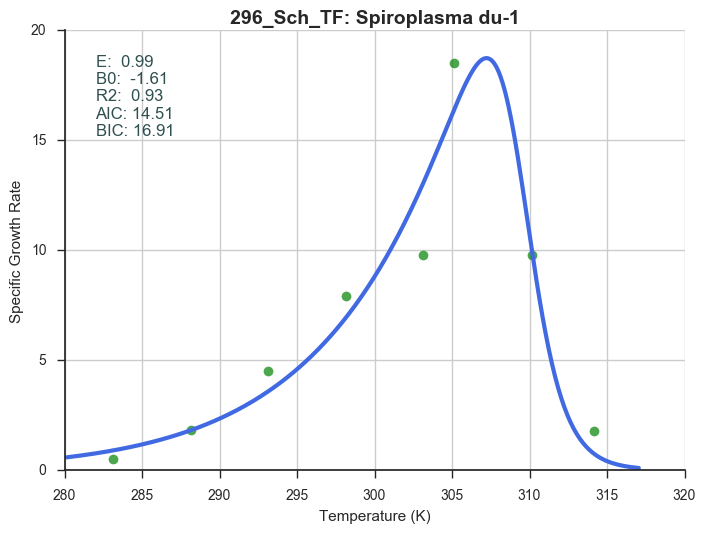 296_Sch_TF: Spiroplasma du-1
E:  0.99
B0:  -1.61
R2:  0.93
AIC: 14.51
BIC: 16.91
Specific Growth Rate
20
15
10
5
0
280 285 290 295 300 305 310 315 320
Temperature (K)